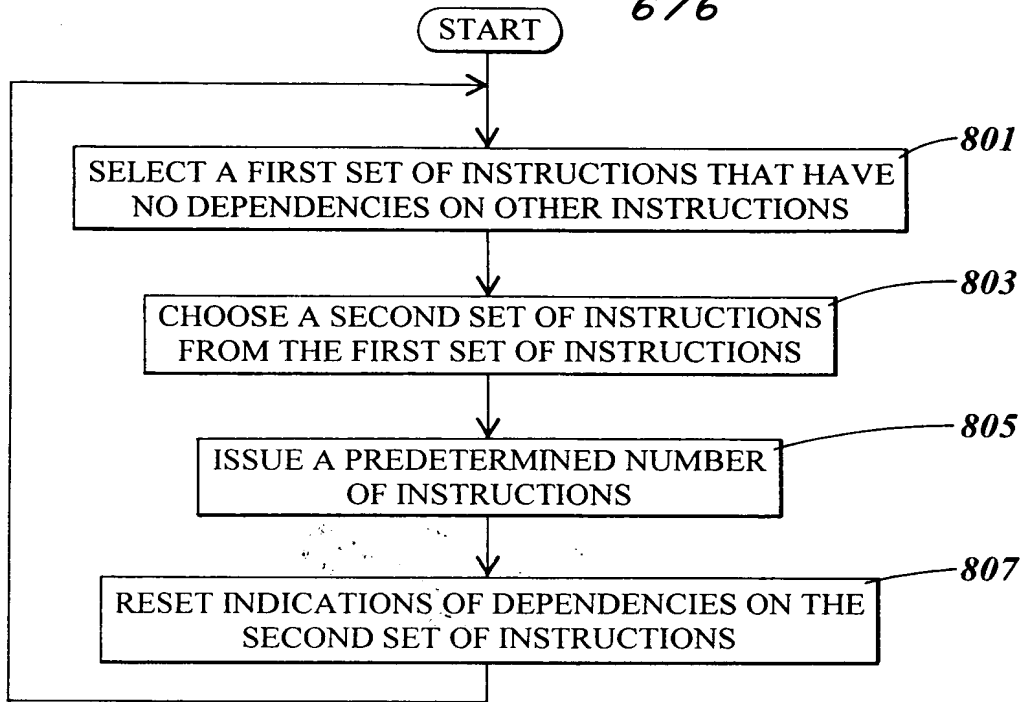 6/6
START
801
SELECT A FIRST SET OF INSTRUCTIONS THAT HAVE
NO DEPENDENCIES ON OTHER INSTRUCTIONS
803
CHOOSE A SECOND SET OF INSTRUCTIONS
FROM THE FIRST SET OF INSTRUCTIONS
805
ISSUE A PREDETERMINED NUMBER
OF INSTRUCTIONS
807
RESET INDICATIONS OF DEPENDENCIES ON THE
SECOND SET OF INSTRUCTIONS